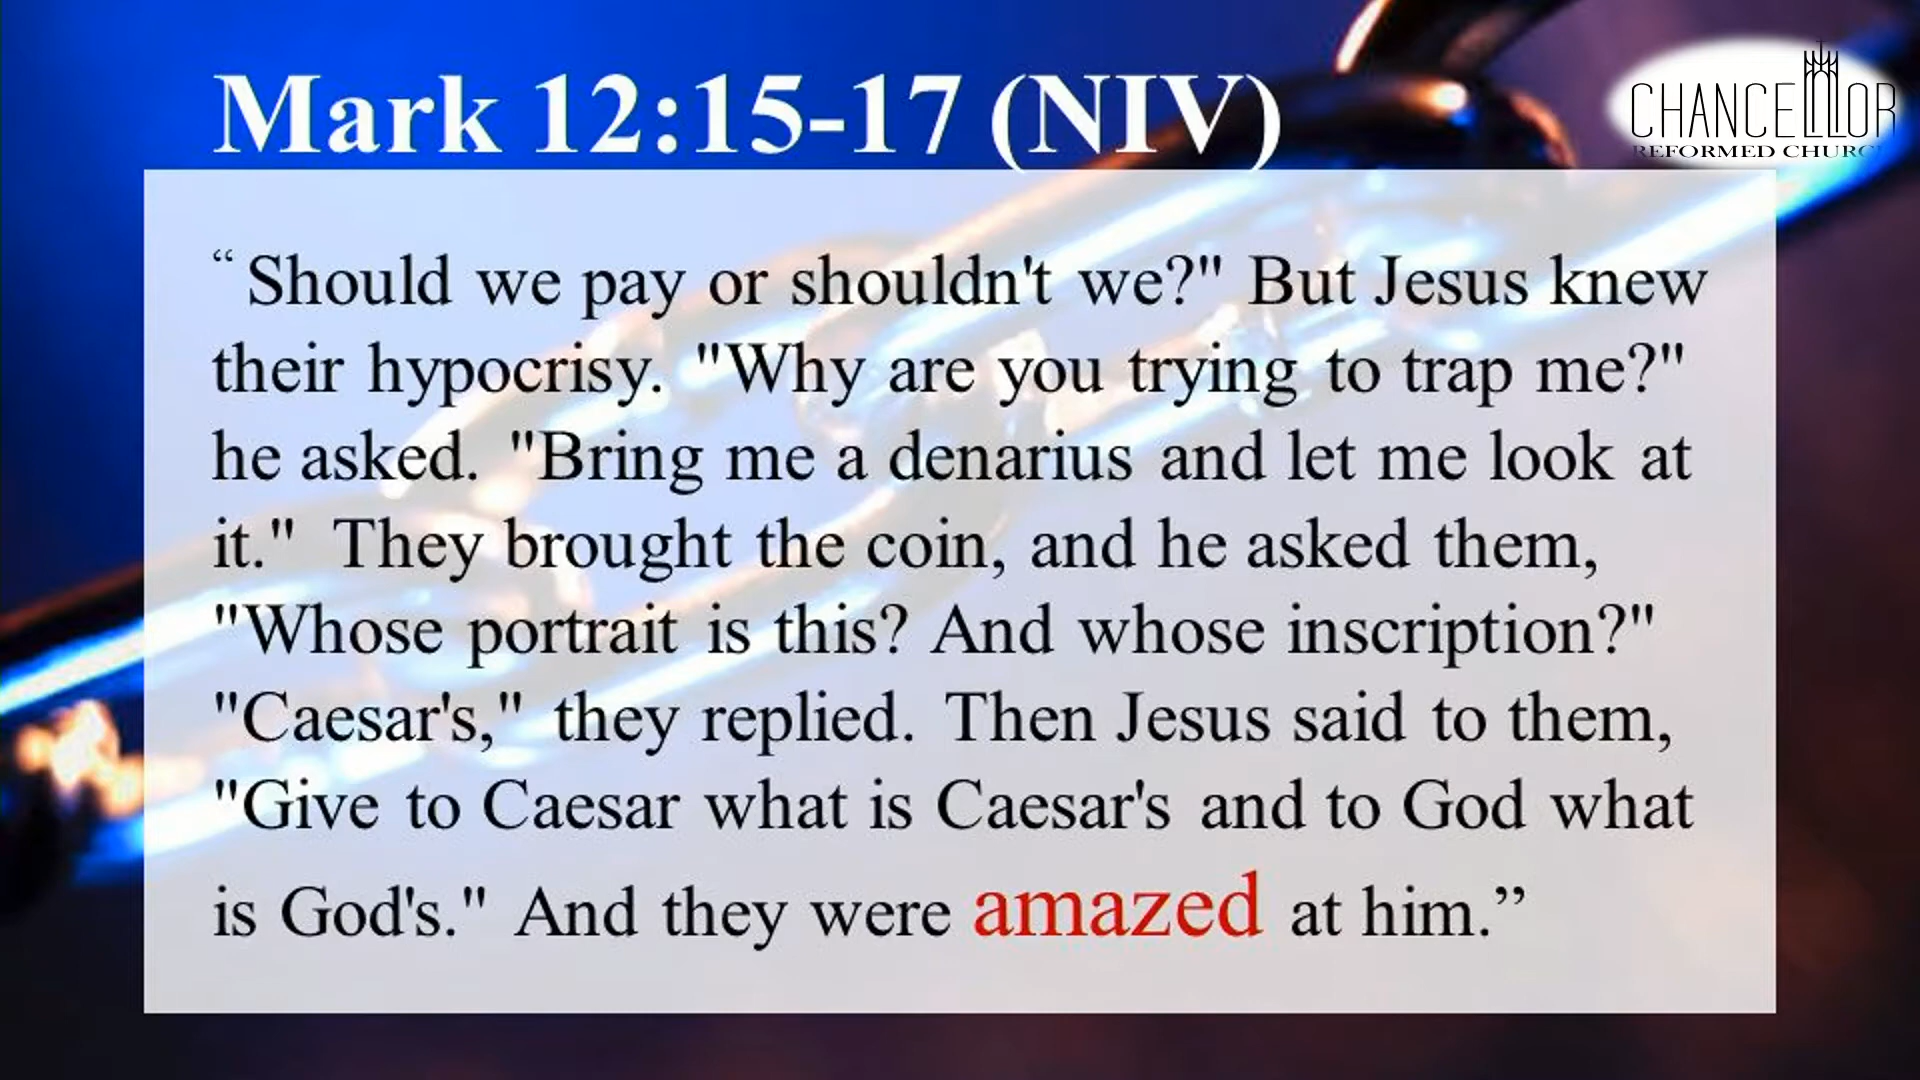 Mark 12:15-17 (NIV)
CHANCELLOR
REFORMED CHURCH
“ Should we pay or shouldn't we?" But Jesus knew
their hypocrisy. "Why are you trying to trap me?"
he asked. "Bring me a denarius and let me look at
it." They brought the coin, and he asked them,
"Whose portrait is this? And whose inscription?"
"Caesar's," they replied. Then Jesus said to them,
"Give to Caesar what is Caesar's and to God what
is God's." And they were amazed at him.”